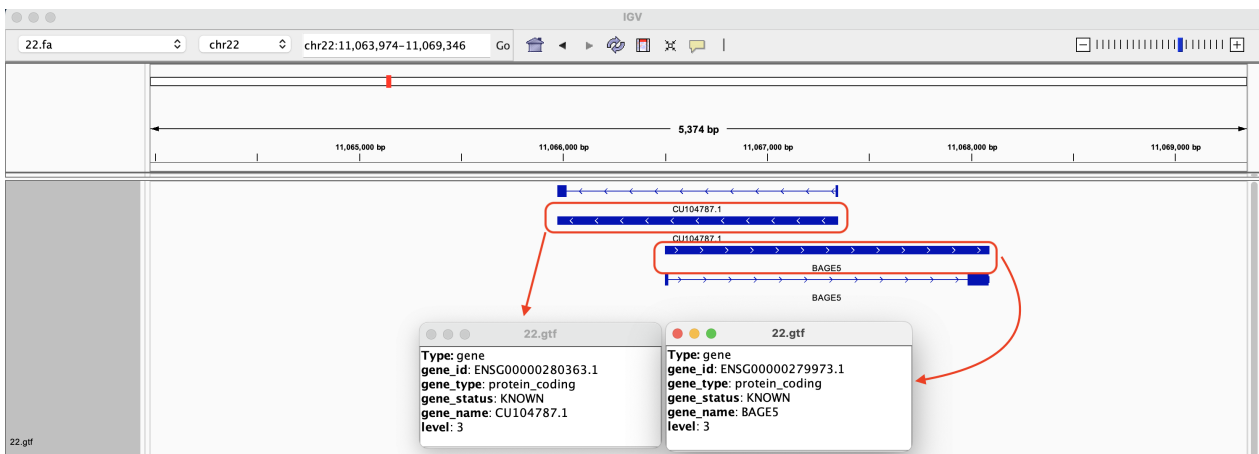 IGV
22.fa chr22 chr22:11,063,974-11,069,346 Go
5,374 bp
11,065,000 bp 11,066,000 bp 11,067,000 bp 11,068,000 bp 11,069,000 bp
CU104787.1
CU104787.1
BAGE5
BAGE5
22.gtf
Type: gene
gene_id: ENSG00000280363.1
gene_type: protein_coding
gene_status: KNOWN
gene_name: CU104787.1
level: 3
22.gtf
Type: gene
gene_id: ENSG00000279973.1
gene_type: protein_coding
gene_status: KNOWN
gene_name: BAGE5
level: 3
22.gtf